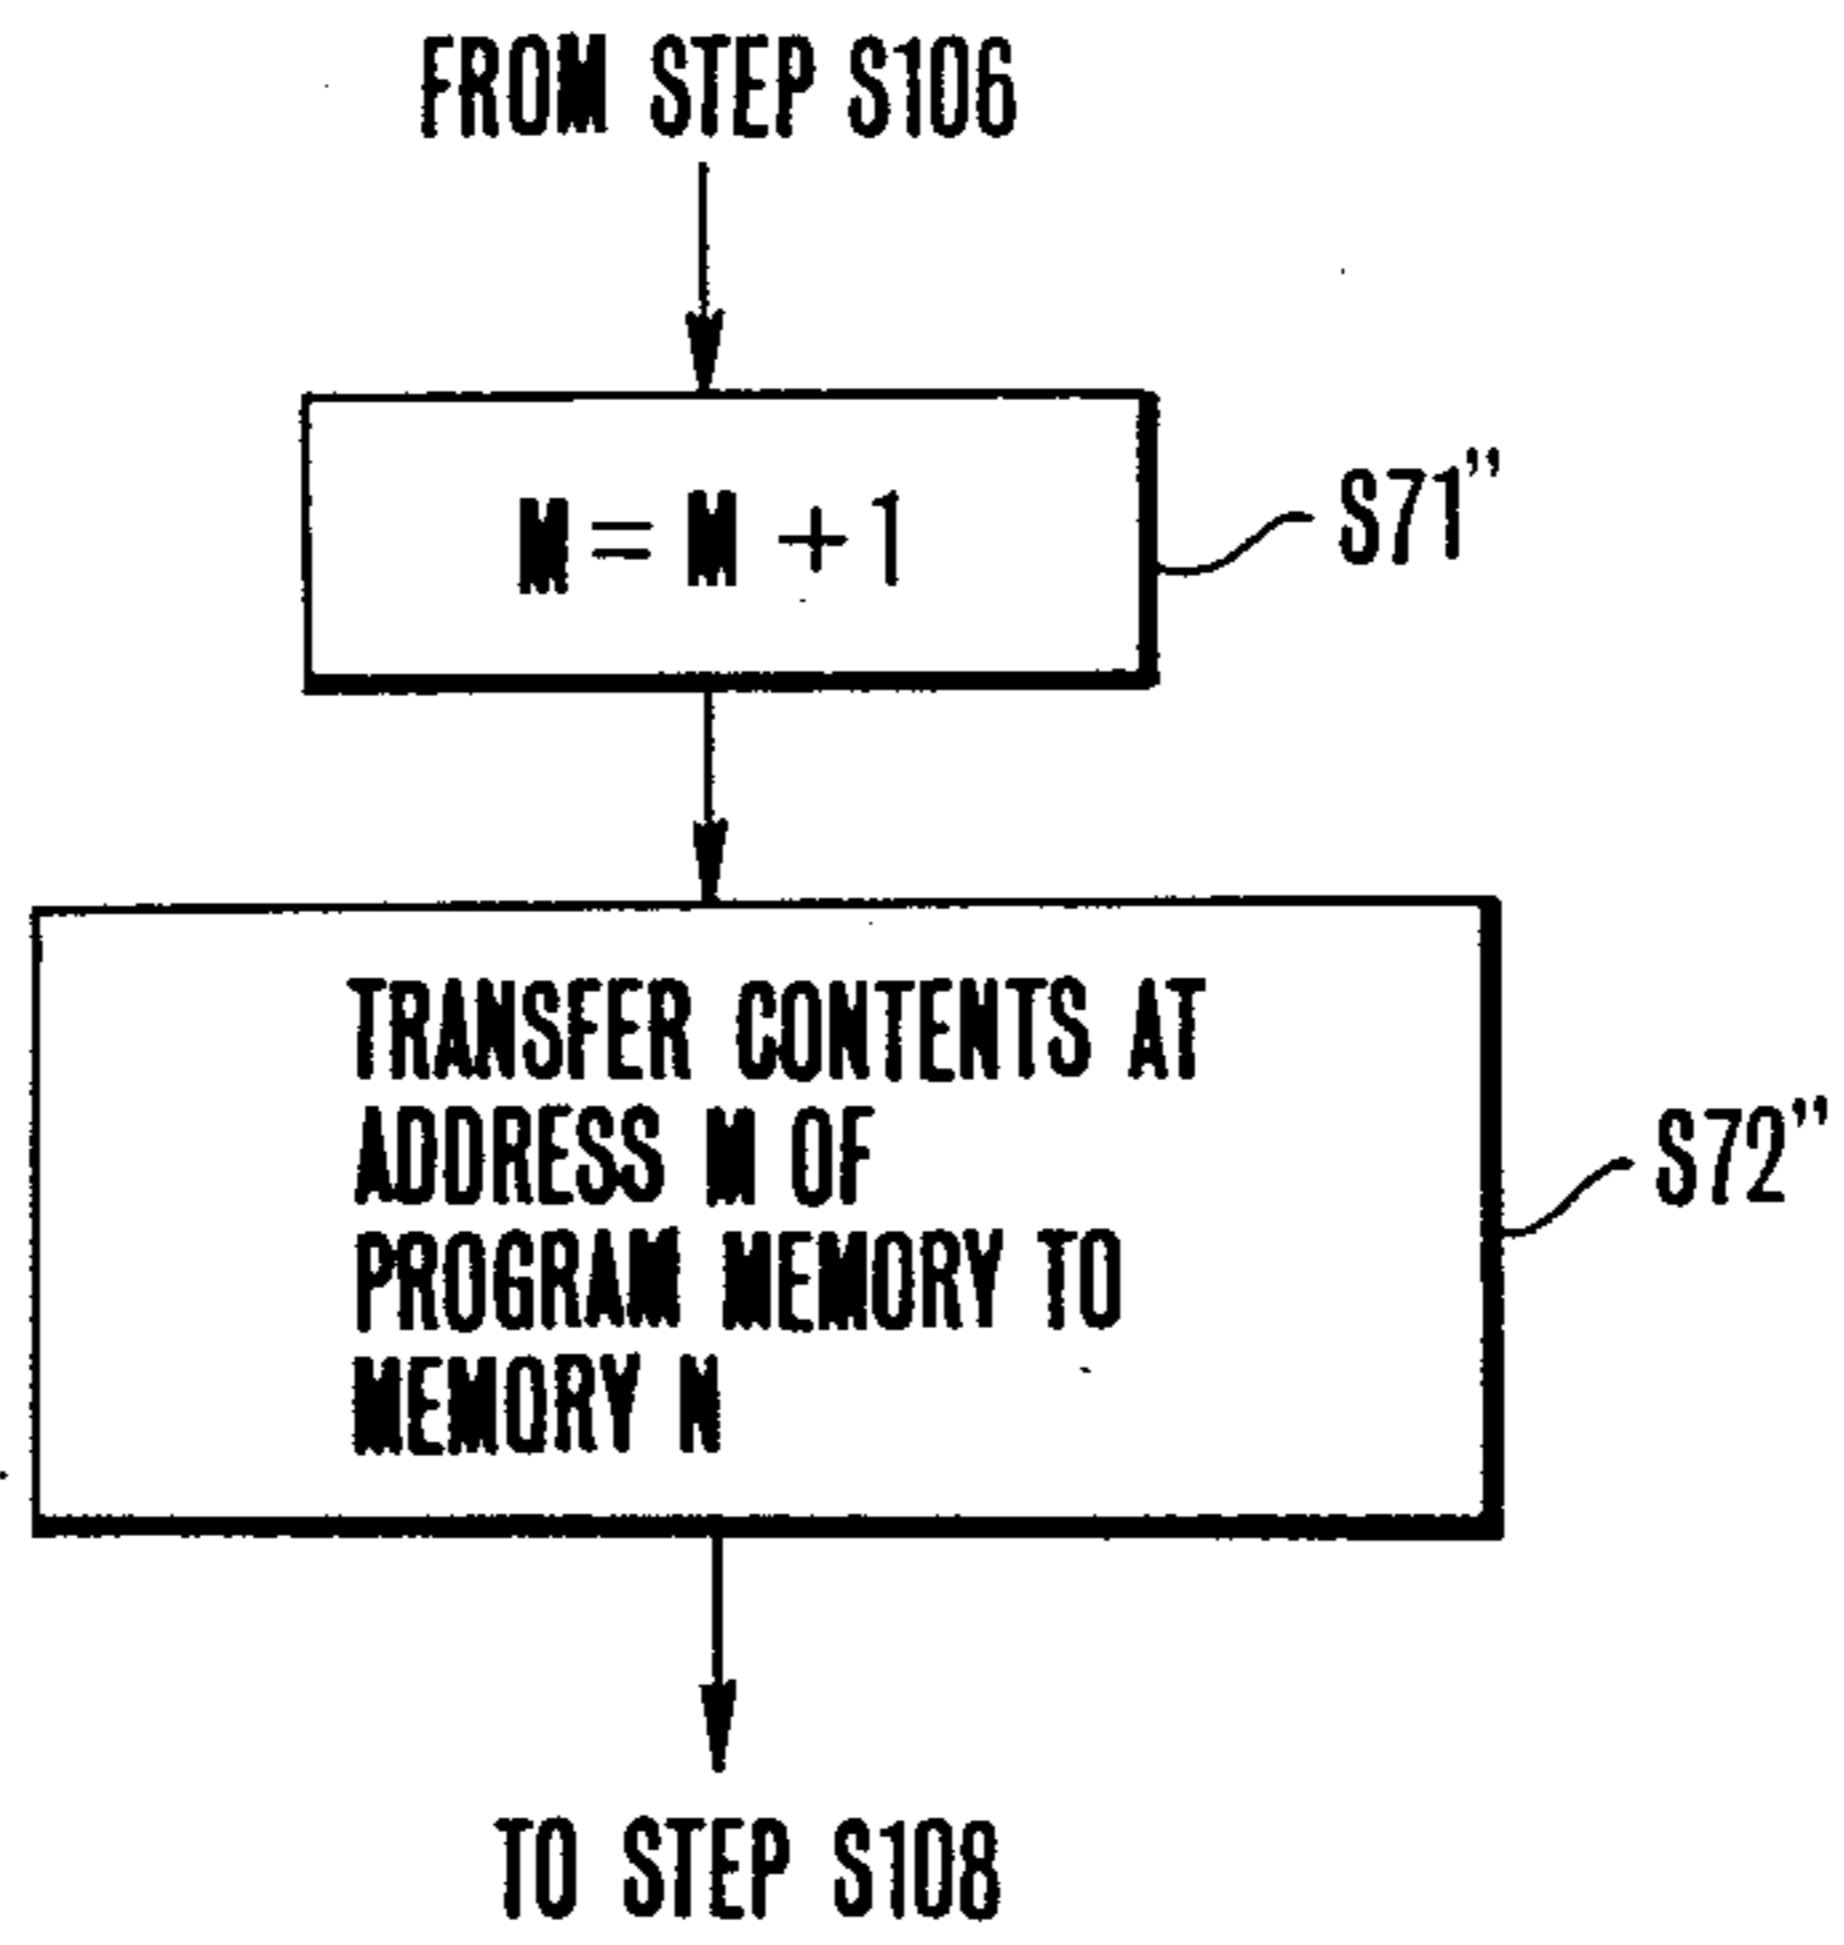 FROM STEP S106
M = M + 1
S71"
TRANSFER CONTENTS AT
ADDRESS M OF
PROGRAM MEMORY TO
MEMORY N
S72"
TO STEP S108